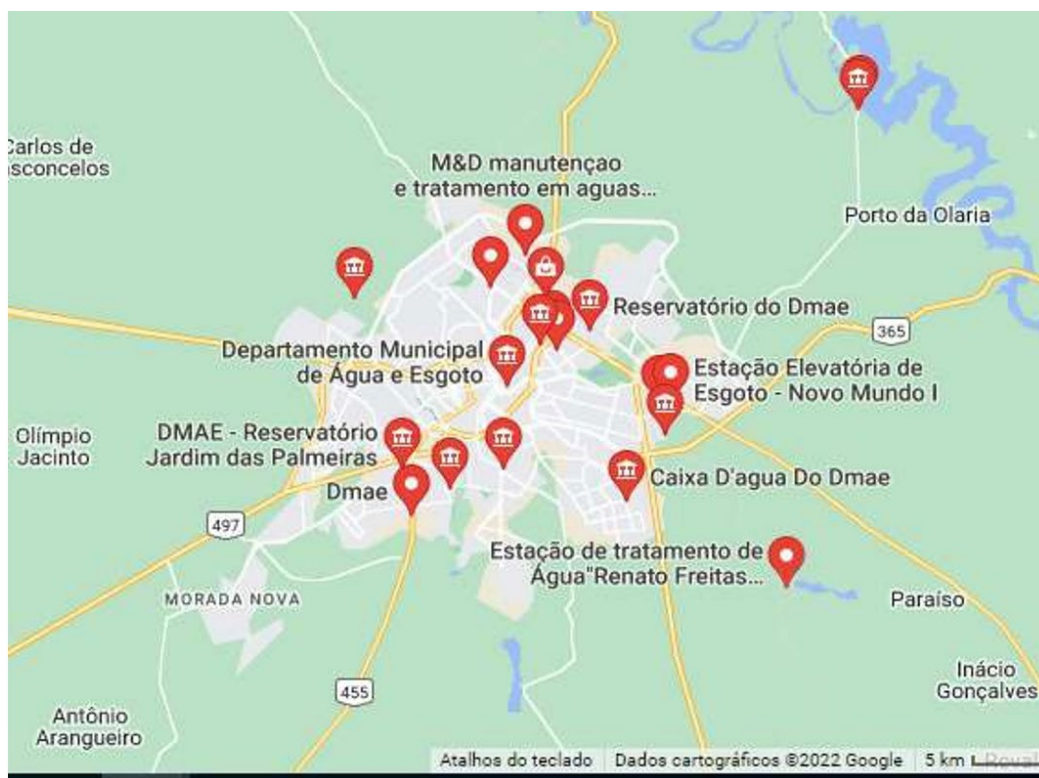 Carlos de
asconcelos
M&D manutençao
e tratamento em aguas...
Porto da Olaria
Reservatório do Dmae
365
Departamento Municipal
de Água e Esgoto
Estação Elevatória de
Esgoto - Novo Mundo I
Olímpio
Jacinto
DMAE - Reservatório
Jardim das Palmeiras
Dmae
Caixa D'agua Do Dmae
497
Estação de tratamento de
Água"Renato Freitas...
MORADA NOVA
Paraíso
Inácio
Gonçalves
455
Antônio
Arangueiro
Atalhos do teclado
Dados cartográficos ©2022 Google
5 km